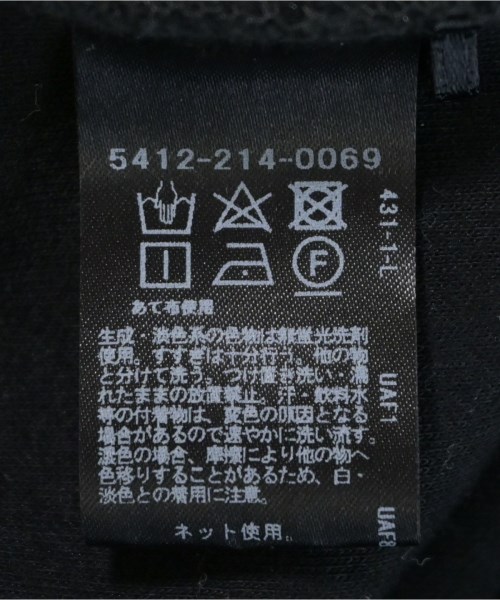 5412-214-0069
あて布使用
生成・淡色系の色物は無蛍光洗剤
使用。すすぎは十分行う。他の物
と分けて洗う。つけ置き洗い・濡
れたままの放置禁止。汗・飲料水
等の付着物は、変色の原因となる
場合があるので速やかに洗い流す。
濃色の場合、摩擦により他の物へ
色移りすることがあるため、白・
淡色との着用に注意。
ネット使用。
431-1-L
UAF1